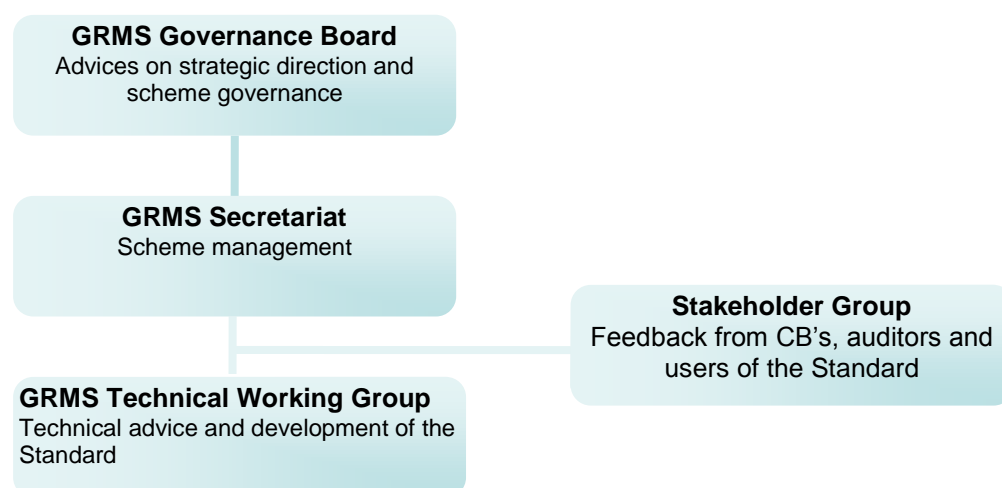 GRMS Governance Board
Advices on strategic direction and
scheme governance
GRMS Secretariat
Scheme management
Stakeholder Group
Feedback from CB’s, auditors and
users of the Standard
GRMS Technical Working Group
Technical advice and development of the
Standard